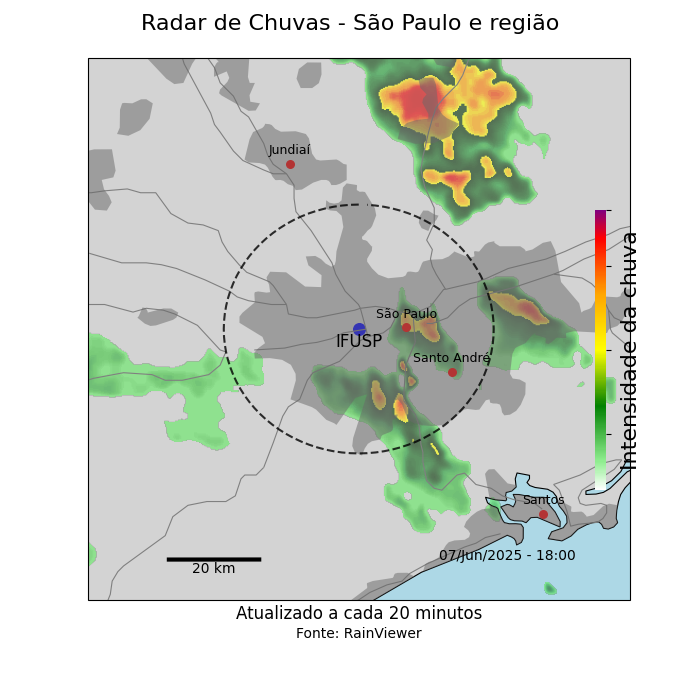 Radar de Chuvas - São Paulo e região
Jundiaí
São Paulo
IFUSP
Santo André
Santos
Intensidade da chuva
07/Jun/2025 - 18:00
20 km
Atualizado a cada 20 minutos
Fonte: RainViewer